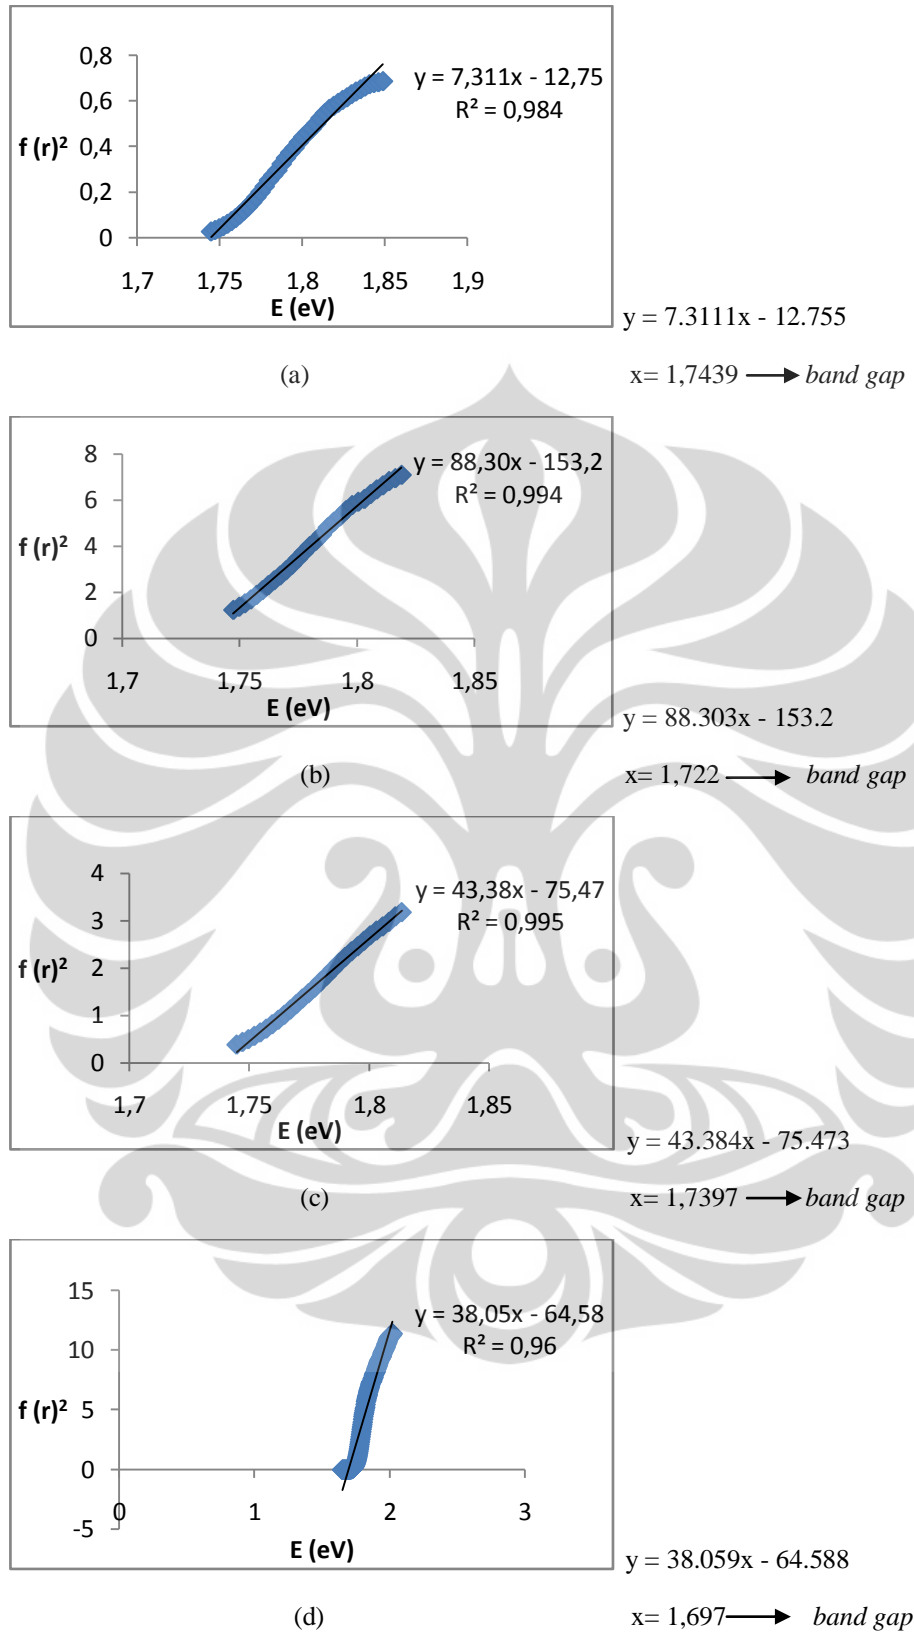 0,8
y = 7,311x - 12,75
R² = 0,984
0,6
f (r)²
0,4
0,2
0
1,7 1,75 1,8 1,85 1,9
E (eV)
y = 7.3111x - 12.755
(a)
x= 1,7439 band gap
8
y = 88,30x - 153,2
R² = 0,994
6
f (r)²
4
2
0
1,7 1,75 1,8 1,85
E (eV)
y = 88.303x - 153.2
(b)
x= 1,722 band gap
4
y = 43,38x - 75,47
R² = 0,995
3
f (r)²
2
1
0
1,7 1,75 1,8 1,85
E (eV)
y = 43.384x - 75.473
(c)
x= 1,7397 band gap
15
y = 38,05x - 64,58
R² = 0,96
10
f (r)²
5
0
0 1 2 3
-5
E (eV)
y = 38.059x - 64.588
(d)
x= 1,697 band gap